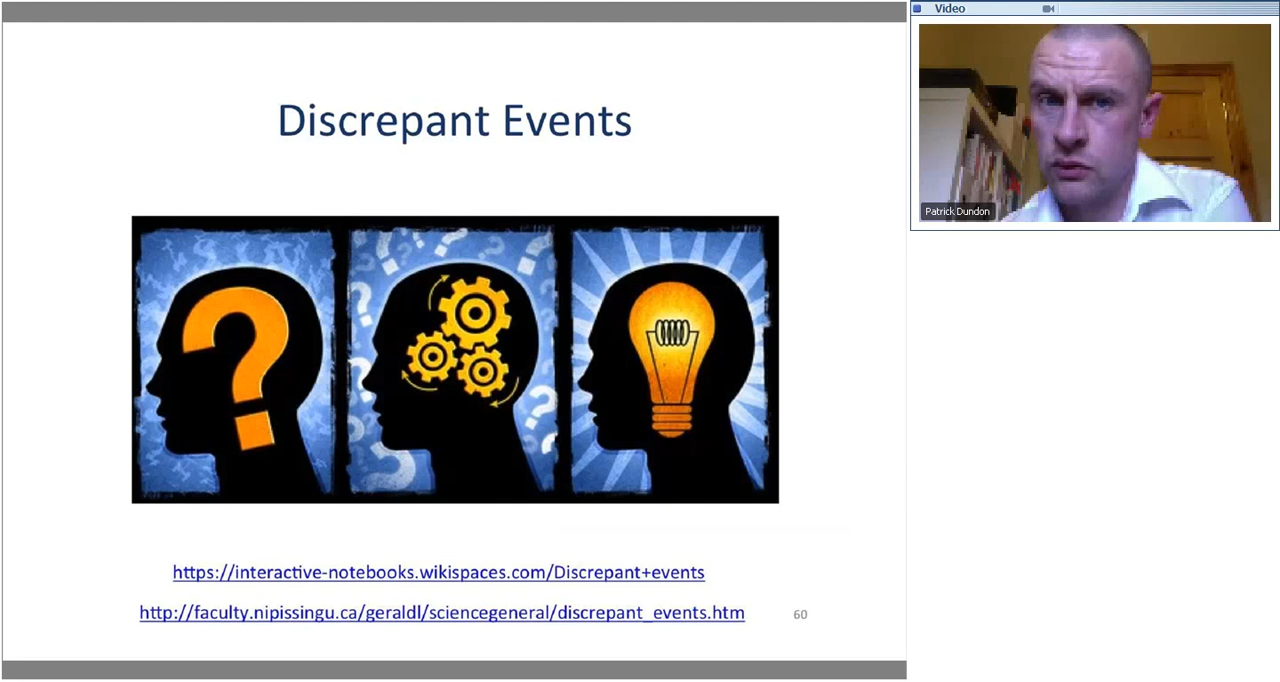 Discrepant Events
https://interactive-notebooks.wikispaces.com/Discrepant+events
http://faculty.nipissingu.ca/geraldl/sciencegeneral/discrepant_events.htm
60
Video
Patrick Dundon